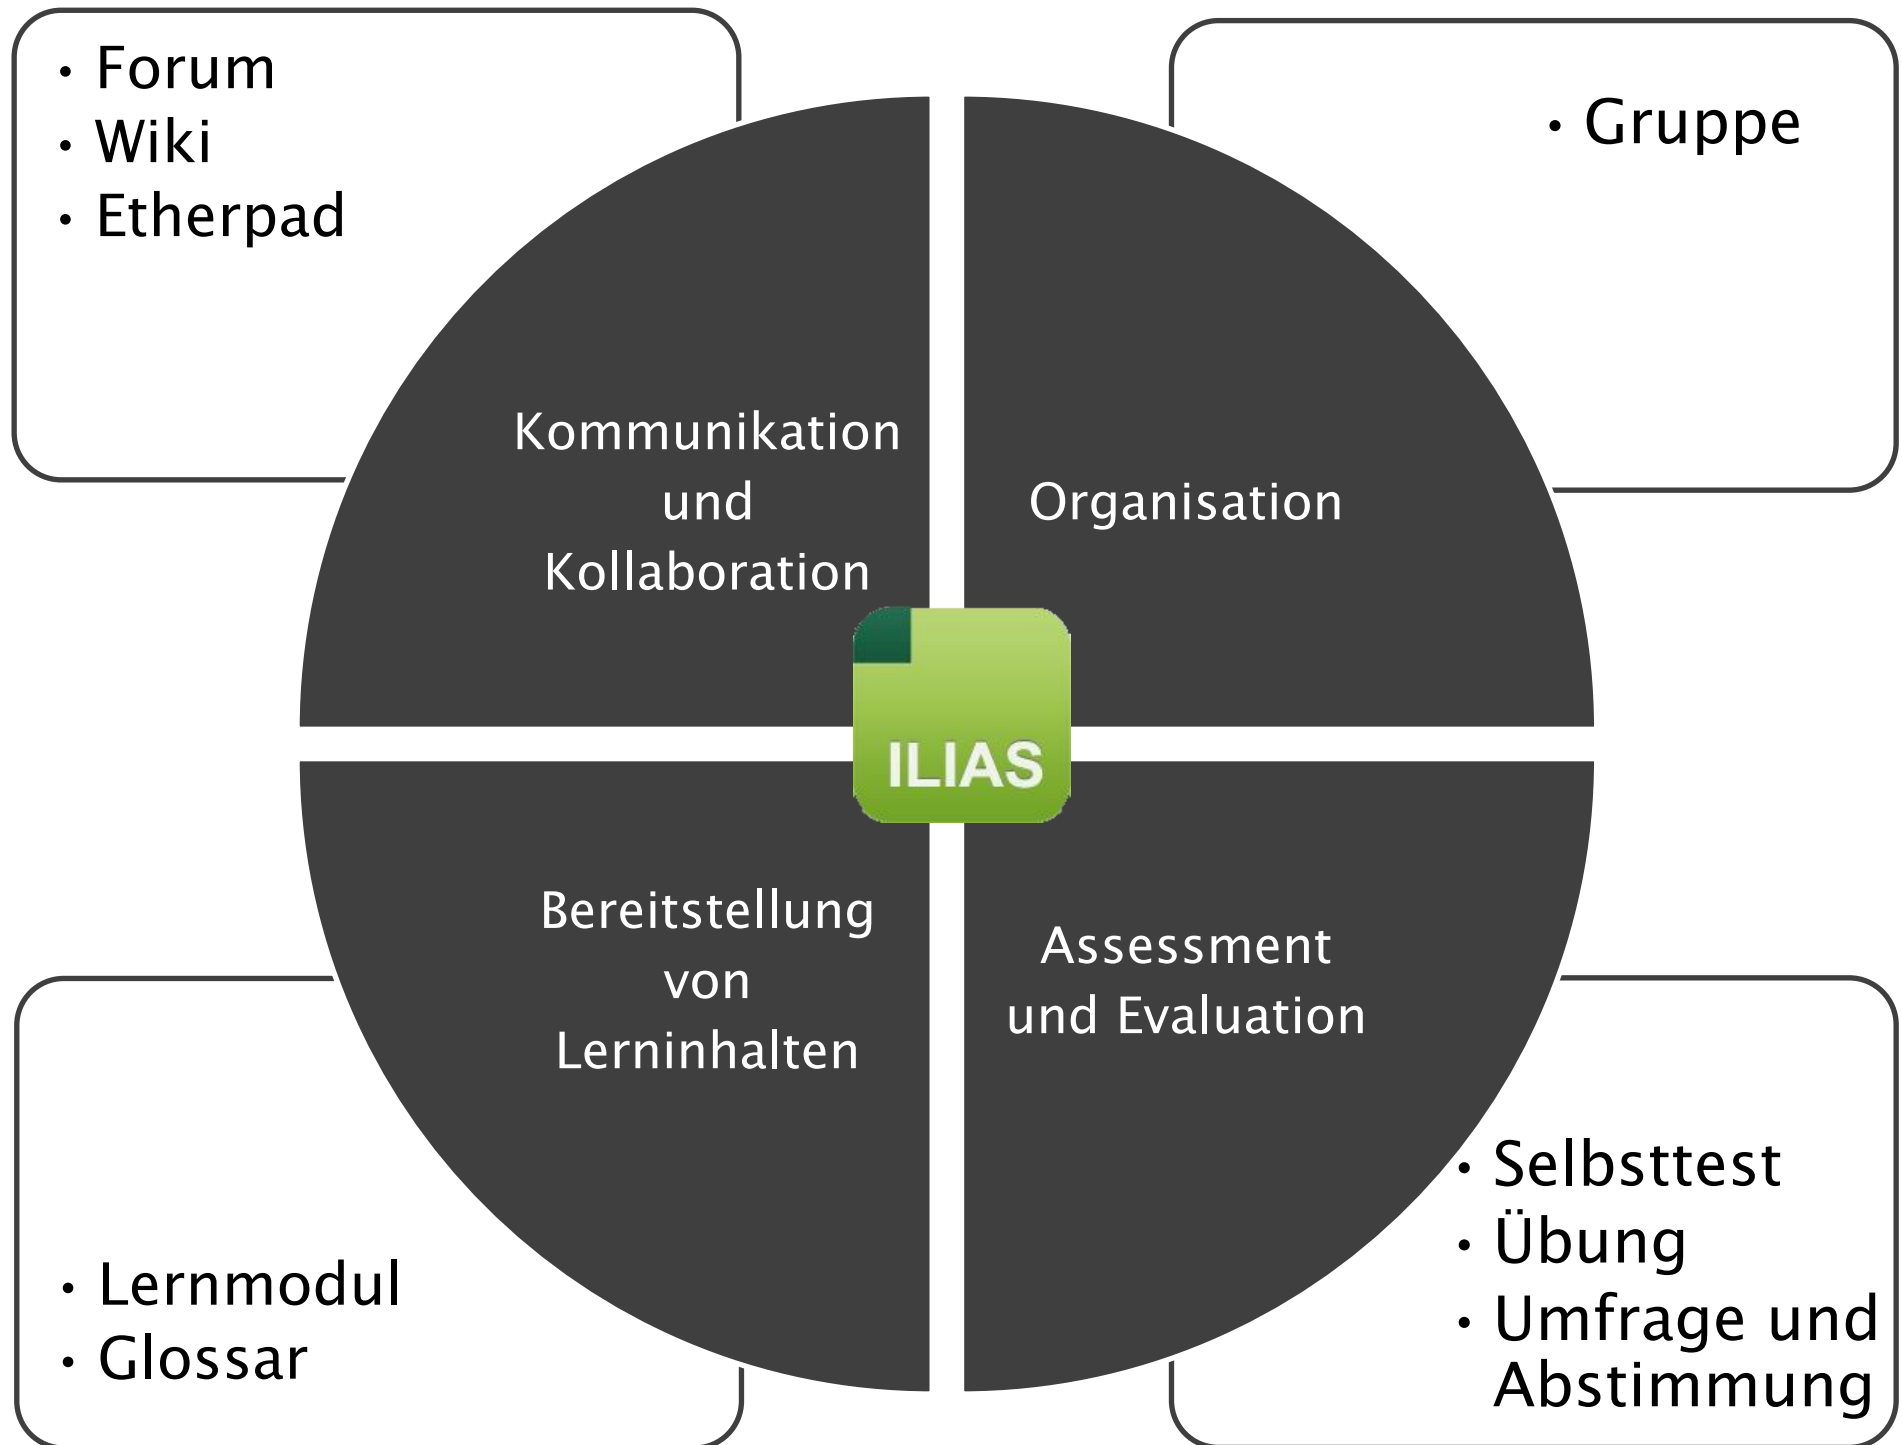 • Forum
• Wiki
• Etherpad
• Gruppe
Kommunikation
und
Kollaboration
Organisation
ILIAS
Bereitstellung
von
Lerninhalten
Assessment
und Evaluation
• Lernmodul
• Glossar
• Selbsttest
• Übung
• Umfrage und
Abstimmung